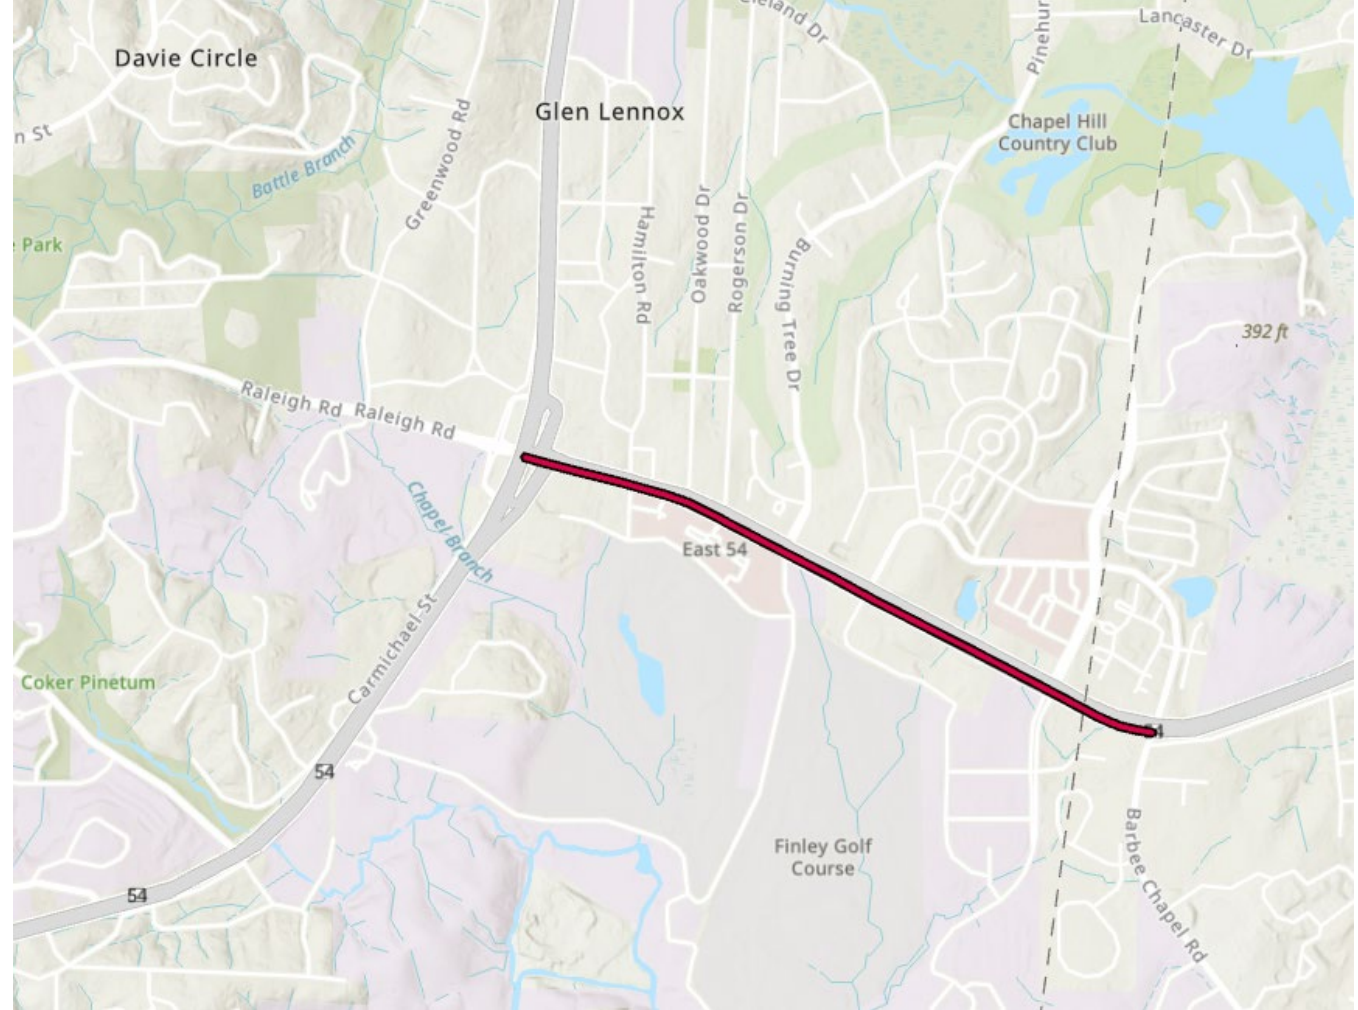 eland Dr
Pinehur
Lancaster Dr
Davie Circle
Glen Lennox
n St
Battle Branch
Greenwood Rd
Chapel Hill
Country Club
Hamilton Rd
Oakwood Dr
Rogerson Dr
Burning Tree Dr
e Park
392 ft
Raleigh Rd
Raleigh Rd
Chapel Branch
East 54
Carmichael St
Coker Pinetum
54
54
54
Finley Golf
Course
Barbee Chapel Rd